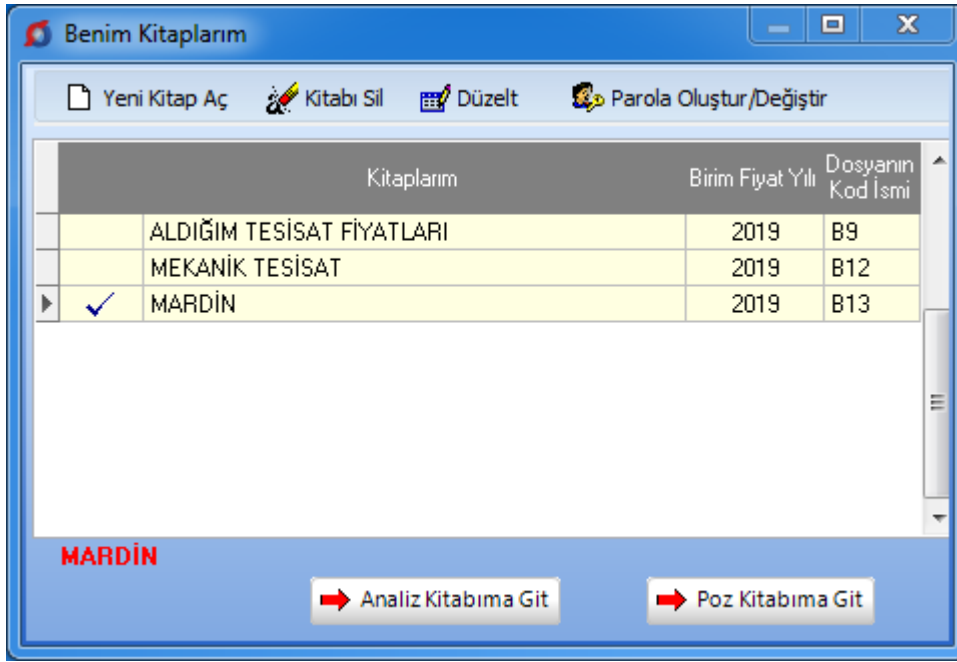 Benim Kitaplarım
Yeni Kitap Aç Kitabı Sil Düzelt Parola Oluştur/Değiştir
Kitaplarım Birim Fiyat Yılı Dosyanın Kod İsmi
ALDIĞIM TESİSAT FİYATLARI 2019 B9
MEKANİK TESİSAT 2019 B12
MARDİN 2019 B13
MARDİN
Analiz Kitabıma Git Poz Kitabıma Git